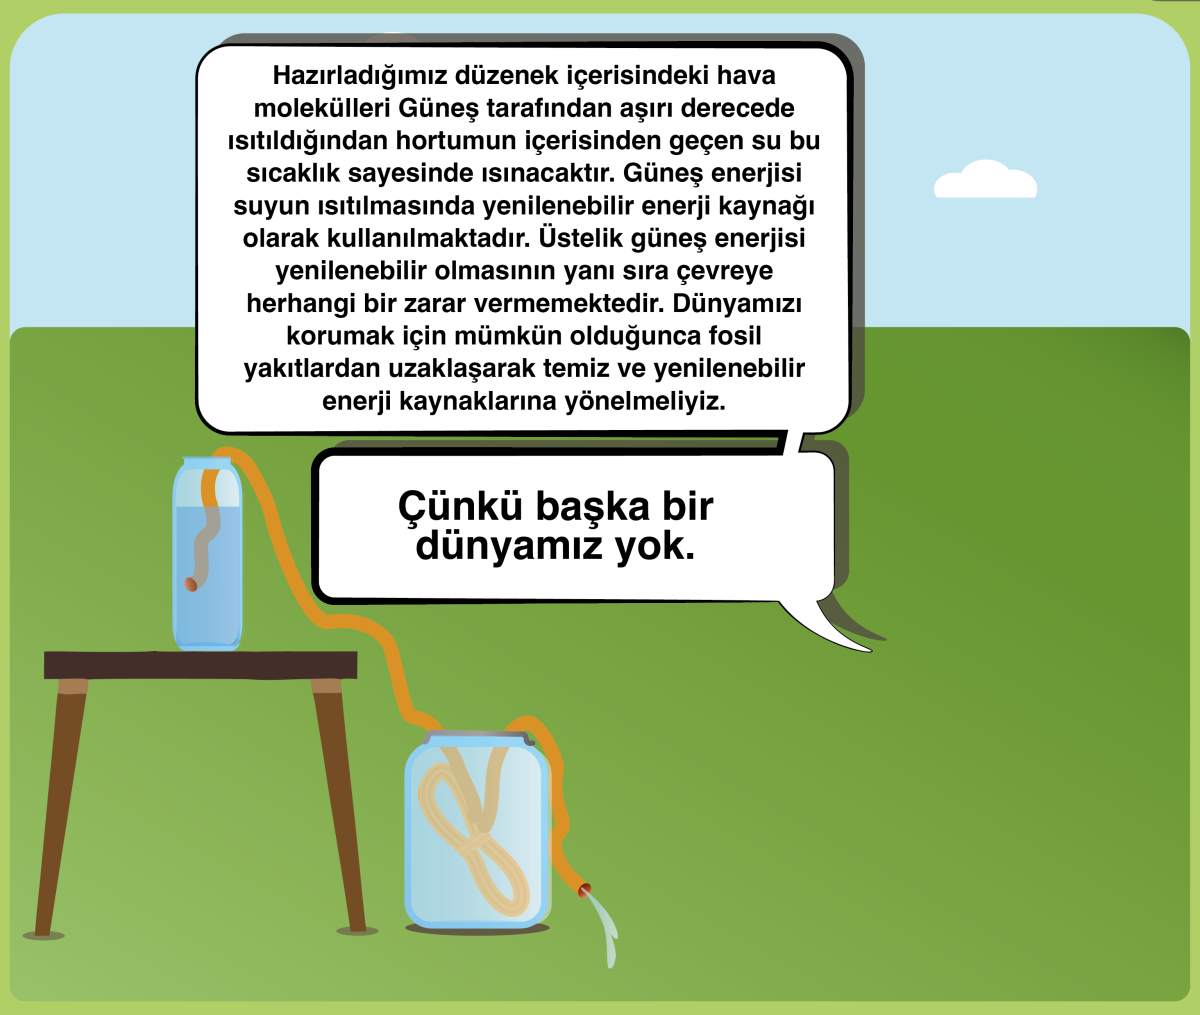 Hazırladığımız düzenek içerisindeki hava
molekülleri Güneş tarafından aşırı derecede
ısıtıldığından hortumun içerisinden geçen su bu
sıcaklık sayesinde ısınacaktır. Güneş enerjisi
suyun ısıtılmasında yenilenebilir enerji kaynağı
olarak kullanılmaktadır. Üstelik güneş enerjisi
yenilenebilir olmasının yanı sıra çevreye
herhangi bir zarar vermemektedir. Dünyamızı
korumak için mümkün olduğunca fosil
yakıtlardan uzaklaşarak temiz ve yenilenebilir
enerji kaynaklarına yönelmeliyiz.
Çünkü başka bir
dünyamız yok.